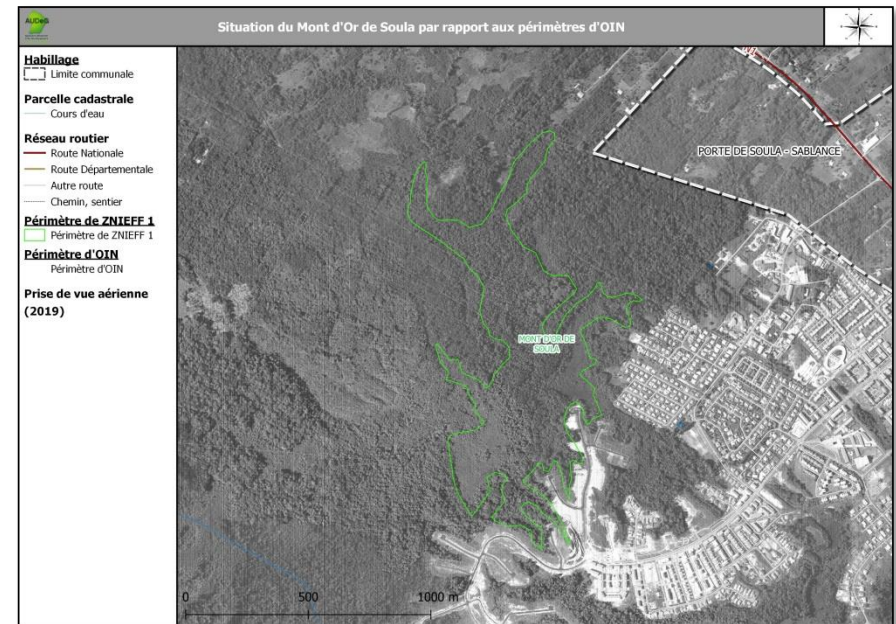 AUDeG
Situation du Mont d'Or de Soula par rapport aux périmètres d'OIN
Habillage
Limite communale
Parcelle cadastrale
Cours d'eau
Réseau routier
Route Nationale
Route Départementale
Autre route
Chemin, sentier
Périmètre de ZNIEFF 1
Périmètre de ZNIEFF 1
Périmètre d'OIN
Périmètre d'OIN
Prise de vue aérienne
(2019)
N1
PORTE DE SOULA - SABLANCE
MONT D'OR DE
SOULA
0 500 1000 m